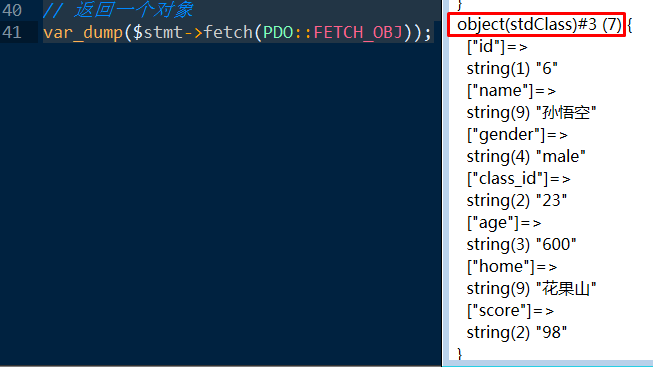 40 // 返回一个对象
41 var_dump($stmt->fetch(PDO::FETCH_OBJ));
}
object(stdClass)#3 (7) {
["id"]=>
string(1) "6"
["name"]=>
string(9) "孙悟空"
["gender"]=>
string(4) "male"
["class_id"]=>
string(2) "23"
["age"]=>
string(3) "600"
["home"]=>
string(9) "花果山"
["score"]=>
string(2) "98"
}